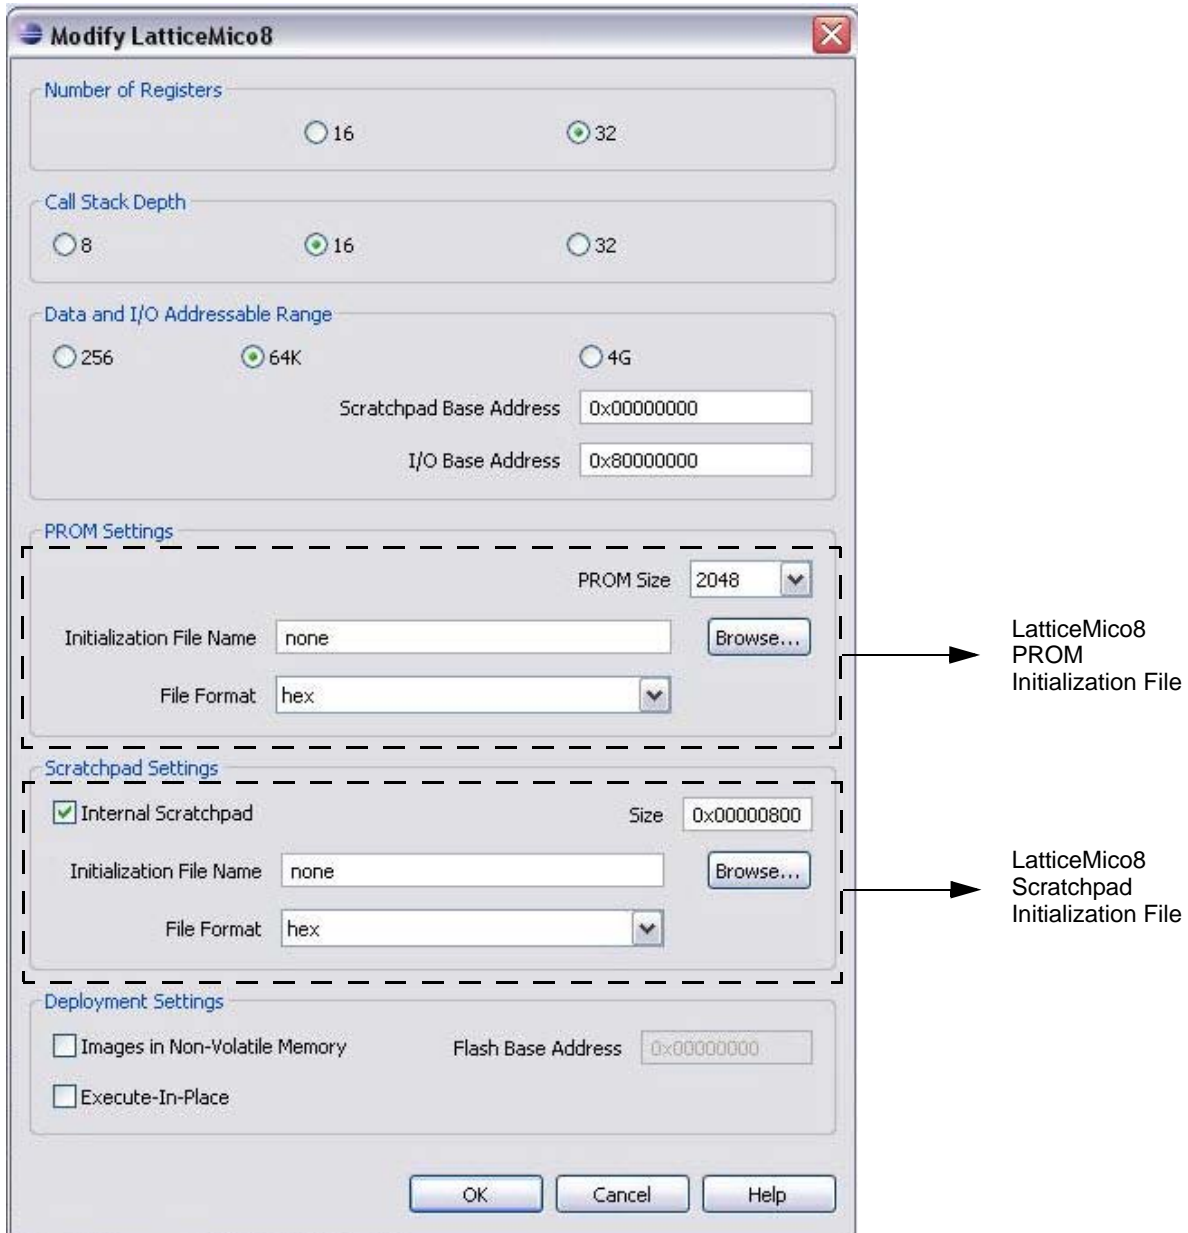 Modify LatticeMico8
Number of Registers
16 32
Call Stack Depth
8 16 32
Data and I/O Addressable Range
256 64K 4G
Scratchpad Base Address 0x00000000
I/O Base Address 0x80000000
PROM Settings
PROM Size 2048
Initialization File Name none Browse...
File Format hex
LatticeMico8
PROM
Initialization File
Scratchpad Settings
Internal Scratchpad Size 0x00000800
Initialization File Name none Browse...
File Format hex
LatticeMico8
Scratchpad
Initialization File
Deployment Settings
Images in Non-Volatile Memory Flash Base Address 0x00000000
Execute-In-Place
OK Cancel Help